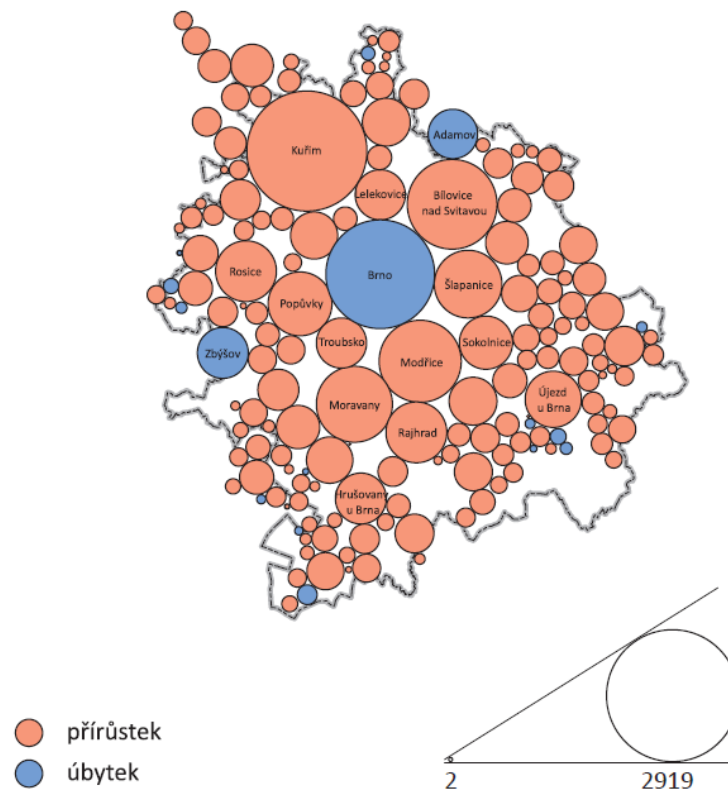 Adamov
Kuřim
Lelekovice
Bílovice
nad Svitavou
Rosice
Brno
Šlapanice
Popůvky
Zbýšov
Troubsko
Modřice
Sokolnice
Moravany
Újezd
u Brna
Rajhrad
Hrušovany
u Brna
přírůstek
úbytek
2
2919